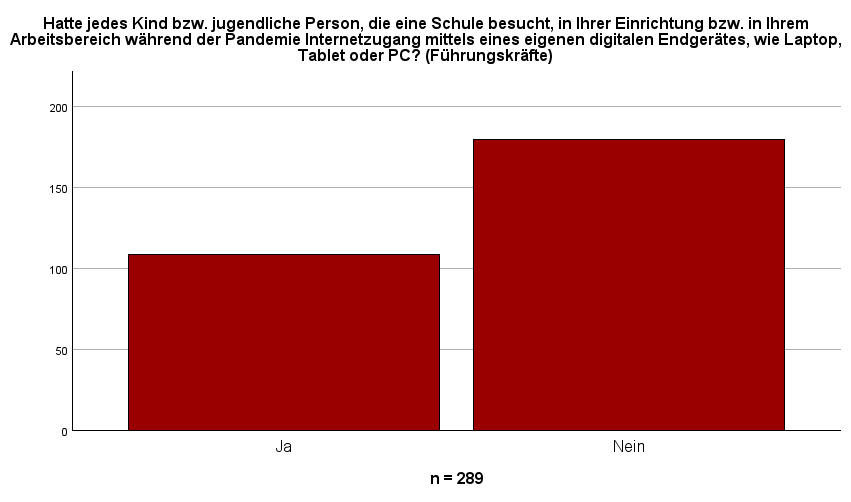 Hatte jedes Kind bzw. jugendliche Person, die eine Schule besucht, in Ihrer Einrichtung bzw. in Ihrem
Arbeitsbereich während der Pandemie Internetzugang mittels eines eigenen digitalen Endgerätes, wie Laptop,
Tablet oder PC? (Führungskräfte)
200
150
100
50
0
Ja Nein
n = 289